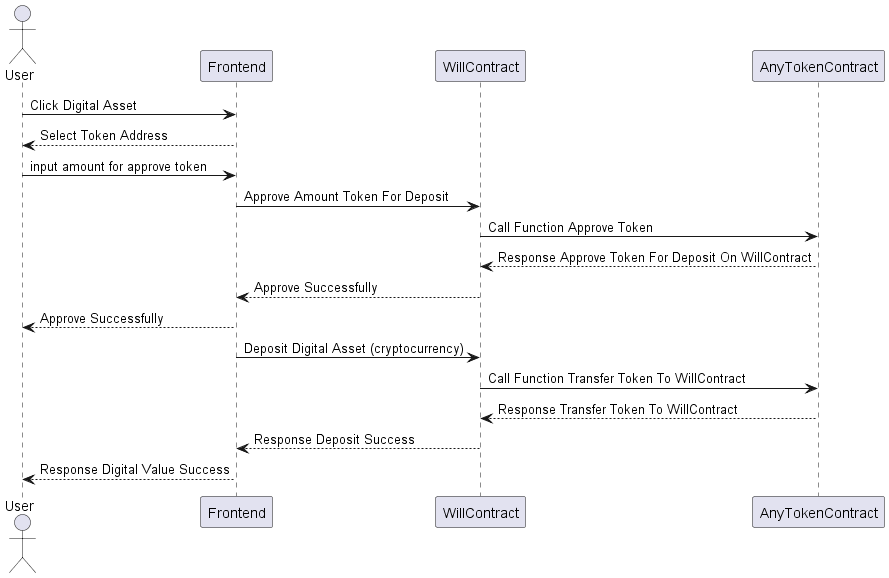 User
Frontend
WillContract
AnyTokenContract
Click Digital Asset
Select Token Address
input amount for approve token
Approve Amount Token For Deposit
Call Function Approve Token
Response Approve Token For Deposit On WillContract
Approve Successfully
Approve Successfully
Deposit Digital Asset (cryptocurrency)
Call Function Transfer Token To WillContract
Response Transfer Token To WillContract
Response Deposit Success
Response Digital Value Success
User
Frontend
WillContract
AnyTokenContract